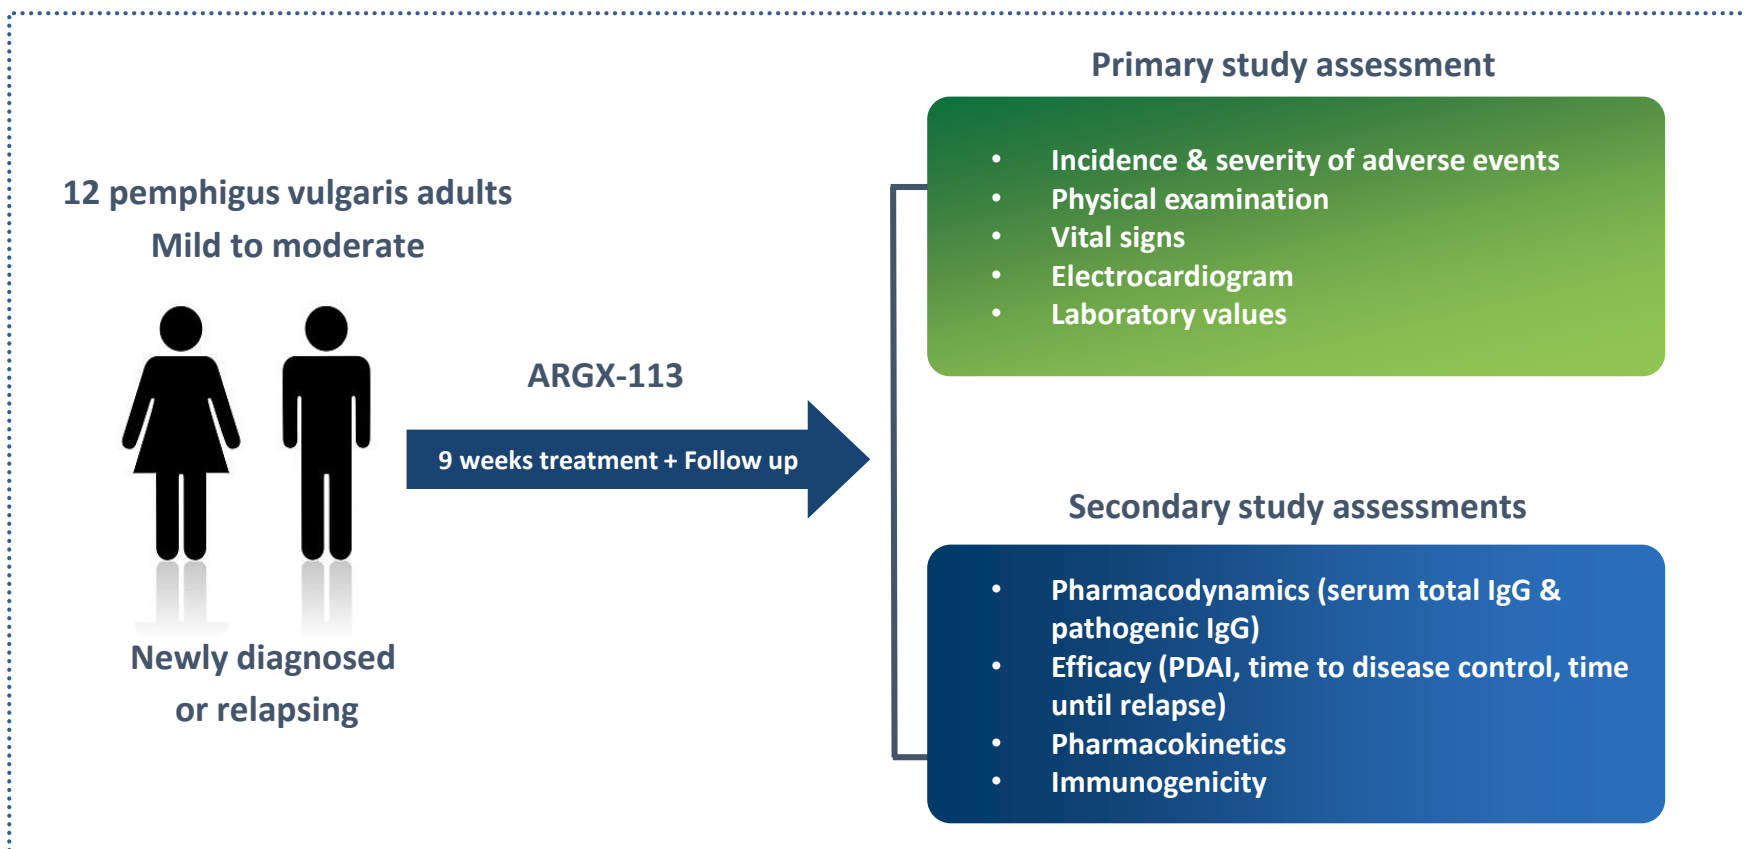 12 pemphigus vulgaris adults
Mild to moderate
Newly diagnosed
or relapsing
ARGX-113
9 weeks treatment + Follow up
Primary study assessment
• Incidence & severity of adverse events
• Physical examination
• Vital signs
• Electrocardiogram
• Laboratory values
Secondary study assessments
• Pharmacodynamics (serum total IgG &
pathogenic IgG)
• Efficacy (PDAI, time to disease control, time
until relapse)
• Pharmacokinetics
• Immunogenicity